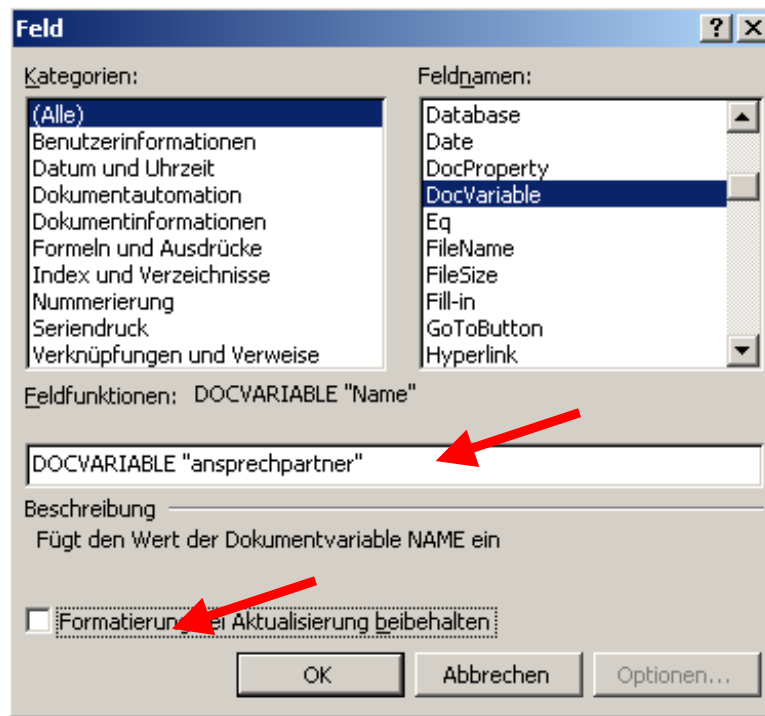 Feld
Kategorien:
Feldnamen:
(Alle)
Benutzerinformationen
Datum und Uhrzeit
Dokumentautomation
Dokumentinformationen
Formeln und Ausdrücke
Index und Verzeichnisse
Nummerierung
Seriendruck
Verknüpfungen und Verweise
Database
Date
DocProperty
DocVariable
Eq
FileName
FileSize
Fill-in
GoToButton
Hyperlink
Feldfunktionen: DOCVARIABLE "Name"
DOCVARIABLE "ansprechpartner"
Beschreibung
Fügt den Wert der Dokumentvariable NAME ein
Formatierung bei Aktualisierung beibehalten
OK Abbrechen Optionen...